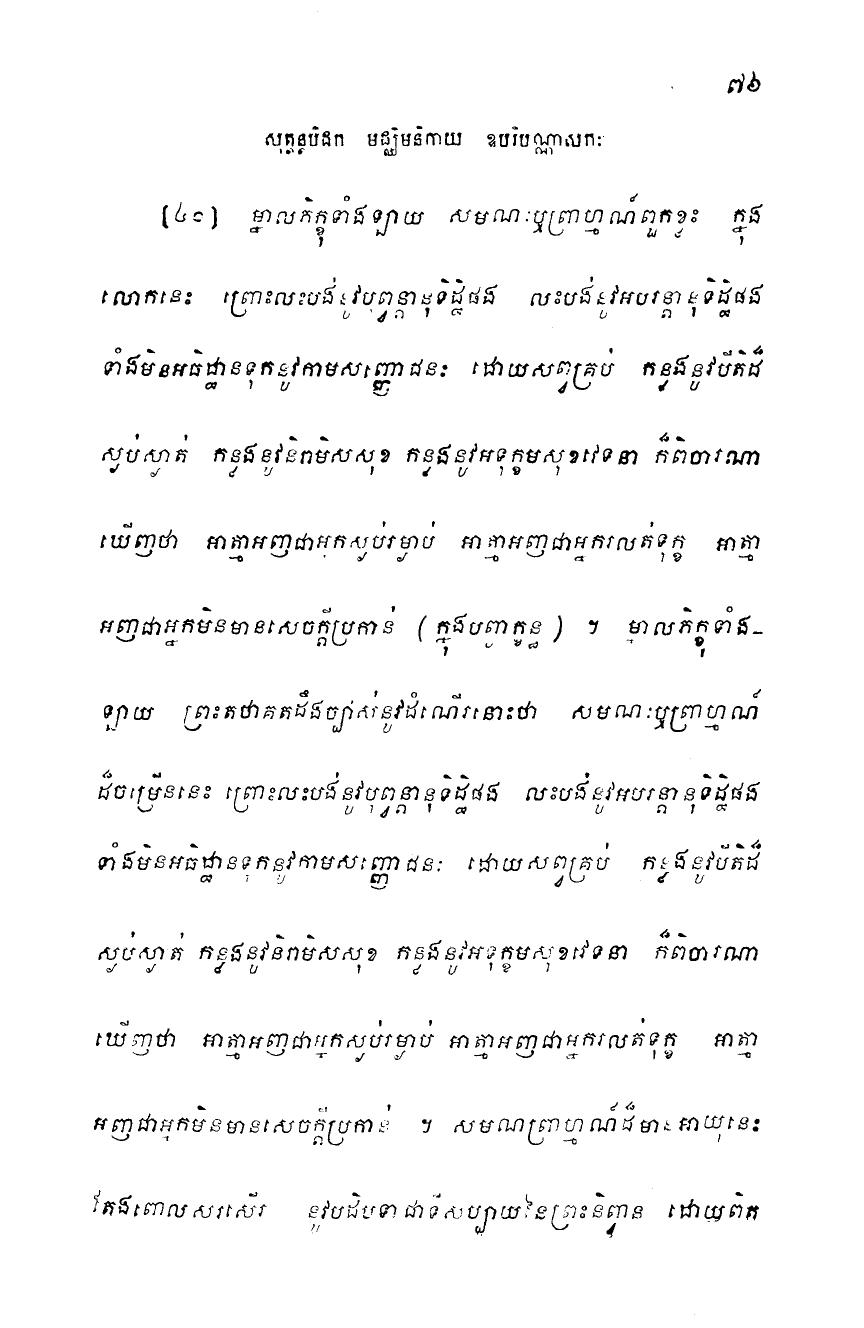 ៧៦
សុត្តន្តបិដក មជ្ឈិមនិកាយ ឧបរិបណ្ណាសកៈ
[៤១] ម្នាលភិក្ខុទាំងឡាយ សមណៈឬព្រាហ្មណ៍ពួកខ្លះ ក្នុង
លោកនេះ ព្រោះលះបង់នូវបុព្វន្តានុទិដ្ឋិផង លះបង់នូវអបរន្តានុទិដ្ឋិផង
ទាំងមិនអធិដ្ឋានទុកនូវកាមសញ្ញោជនៈ ដោយសព្វគ្រប់ កន្លងនូវបីតិដ៏
ស្ងប់ស្ងាត់ កន្លងនូវនិរាមិសសុខ កន្លងនូវអទុក្ខមសុខវេទនា ក៏ពិចារណា
ឃើញថា អាត្មាអញជាអ្នកស្ងប់រម្ងាប់ អាត្មាអញជាអ្នករលត់ទុក្ខ អាត្មា
អញជាអ្នកមិនមានសេចក្តីប្រកាន់ (ក្នុងបញ្ចក្ខន្ធ) ។ ម្នាលភិក្ខុទាំង-
ឡាយ ព្រះតថាគតដឹងច្បាស់នូវដំណើរនោះថា សមណៈឬព្រាហ្មណ៍
ដ៏ចម្រើននេះ ព្រោះលះបង់នូវបុព្វន្តានុទិដ្ឋិផង លះបង់នូវអបរន្តានុទិដ្ឋិផង
ទាំងមិនអធិដ្ឋានទុកនូវកាមសញ្ញោជនៈ ដោយសព្វគ្រប់ កន្លងនូវបីតិដ៏
ស្ងប់ស្ងាត់ កន្លងនូវនិរាមិសសុខ កន្លងនូវអទុក្ខមសុខវេទនា ក៏ពិចារណា
ឃើញថា អាត្មាអញជាអ្នកស្ងប់រម្ងាប់ អាត្មាអញជាអ្នករលត់ទុក្ខ អាត្មា
អញជាអ្នកមិនមានសេចក្តីប្រកាន់ ។ សមណព្រាហ្មណ៍ដ៏មានអាយុនេះ
តែងពោលសរសើរ នូវបដិបទាជាទីសប្បាយនៃព្រះនិព្វាន ដោយពិត